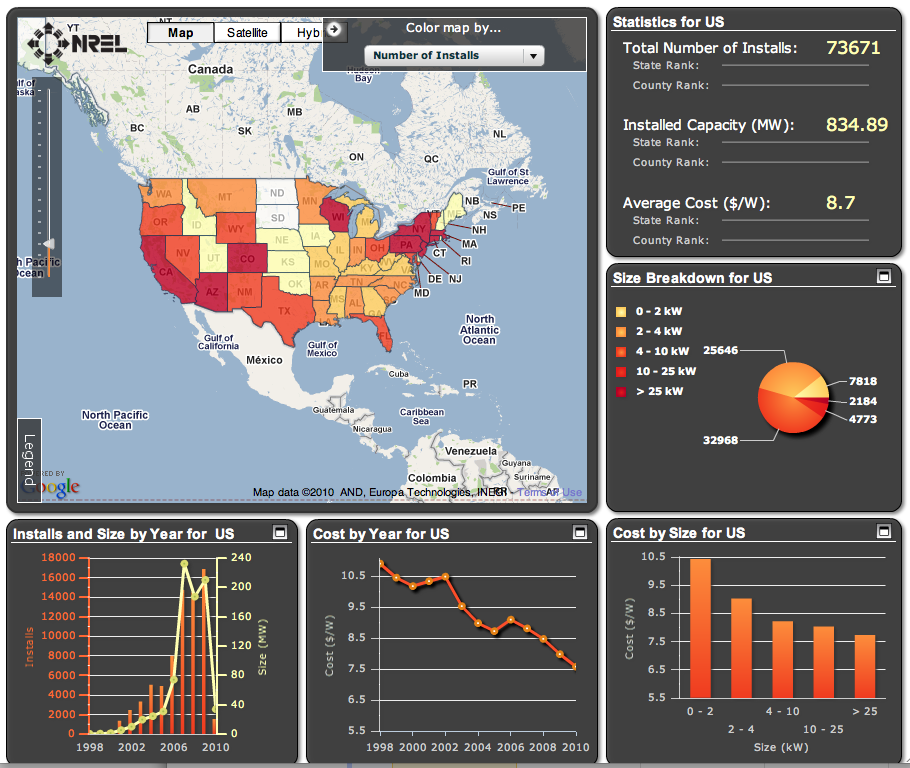 NREL
YT
NT
Map
Satellite
Hyb
Color map by...
Number of Installs
Canada
Hudson
Bay
Gulf of
Alaska
AB
MB
BC
SK
NL
ON
QC
Gulf of St
Lawrence
NB
PE
NS
WA
MT
ND
MN
OR
ID
SD
WI
MI
VT
ME
NH
NY
MA
WY
IA
NE
PA
RI
CT
NV
UT
CO
KS
MO
IL
IN
OH
WV
VA
KY
NJ
DE
MD
CA
AZ
NM
OK
AR
TN
NC
MS
AL
GA
SC
TX
LA
FL
North Pacific
Ocean
Gulf of
California
México
Gulf of
Mexico
North
Atlantic
Ocean
Cuba
PR
Guatemala
Nicaragua
Caribbean
Sea
North Pacific
Ocean
Venezuela
Guyana
Suriname
Colombia
RR
AP
Legend
RED BY
Google
Map data ©2010 AND, Europa Technologies, INEGI - Terms of Use
Statistics for US
Total Number of Installs: 73671
State Rank:
County Rank:
Installed Capacity (MW): 834.89
State Rank:
County Rank:
Average Cost ($/W): 8.7
State Rank:
County Rank:
Size Breakdown for US
0 - 2 kW
2 - 4 kW
4 - 10 kW
10 - 25 kW
> 25 kW
25646
7818
2184
4773
32968
Installs and Size by Year for US
18000
16000
14000
12000
10000
8000
6000
4000
2000
0
Installs
240
200
160
120
80
40
0
Size (MW)
1998 2002 2006 2010
Cost by Year for US
10.5
9.5
8.5
7.5
6.5
5.5
Cost ($/W)
1998 2000 2002 2004 2006 2008 2010
Cost by Size for US
10.5
9.5
8.5
7.5
6.5
5.5
Cost ($/W)
0 - 2 4 - 10 > 25
2 - 4 10 - 25
Size (kW)